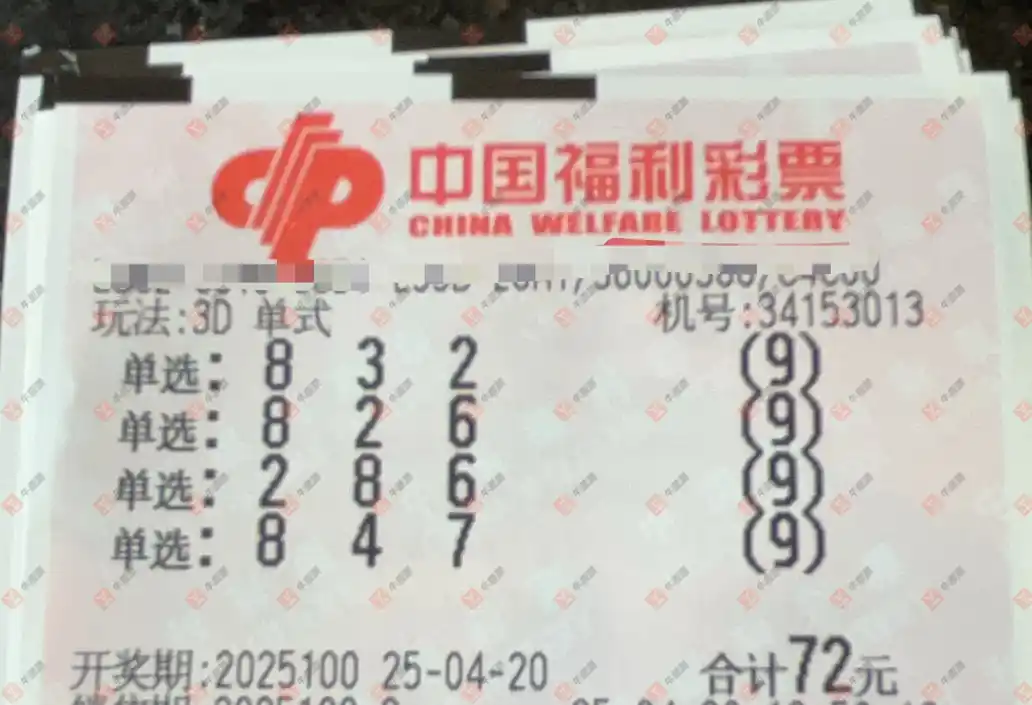 中国福利彩票
CHINA WELFARE LOTTERY
玩法:3D 单式 机号:34153013
单选: 8 3 2 (9)
单选: 8 2 6 (9)
单选: 2 8 6 (9)
单选: 8 4 7 (9)
开奖期:2025100 25-04-20 合计72元